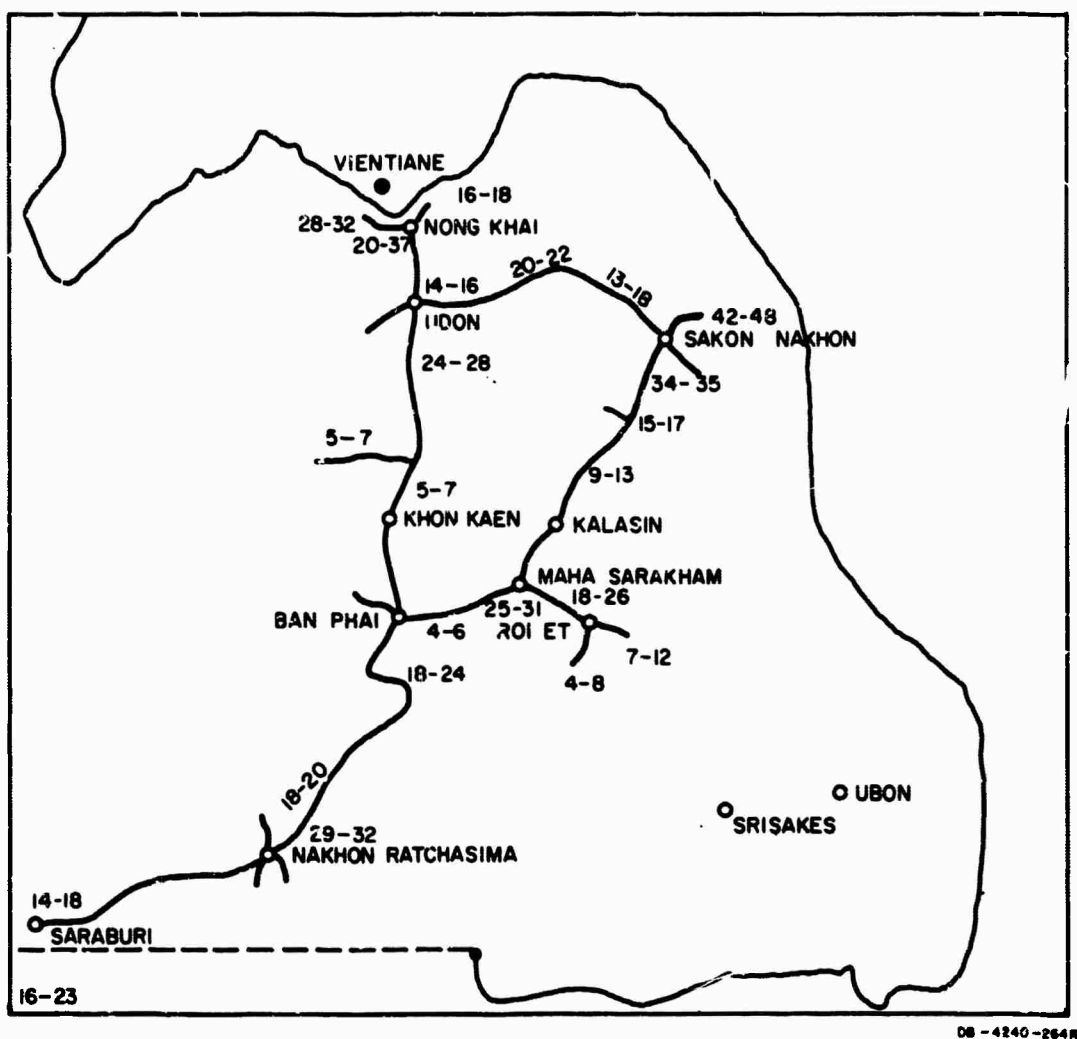 VIENTIANE
16-18
28-32
NONG KHAI
20-37
20-22
14-16
13-18
UDON
42-48
SAKON NAKHON
24-28
34-35
15-17
5-7
9-13
5-7
KHON KAEN
KALASIN
MAHA SARAKHAM
18-26
25-31
BAN PHAI
4-6
ROI ET
7-12
18-24
4-8
18-20
UBON
SRISAKES
29-32
NAKHON RATCHASIMA
14-18
SARABURI
16-23
DB-4240-264R